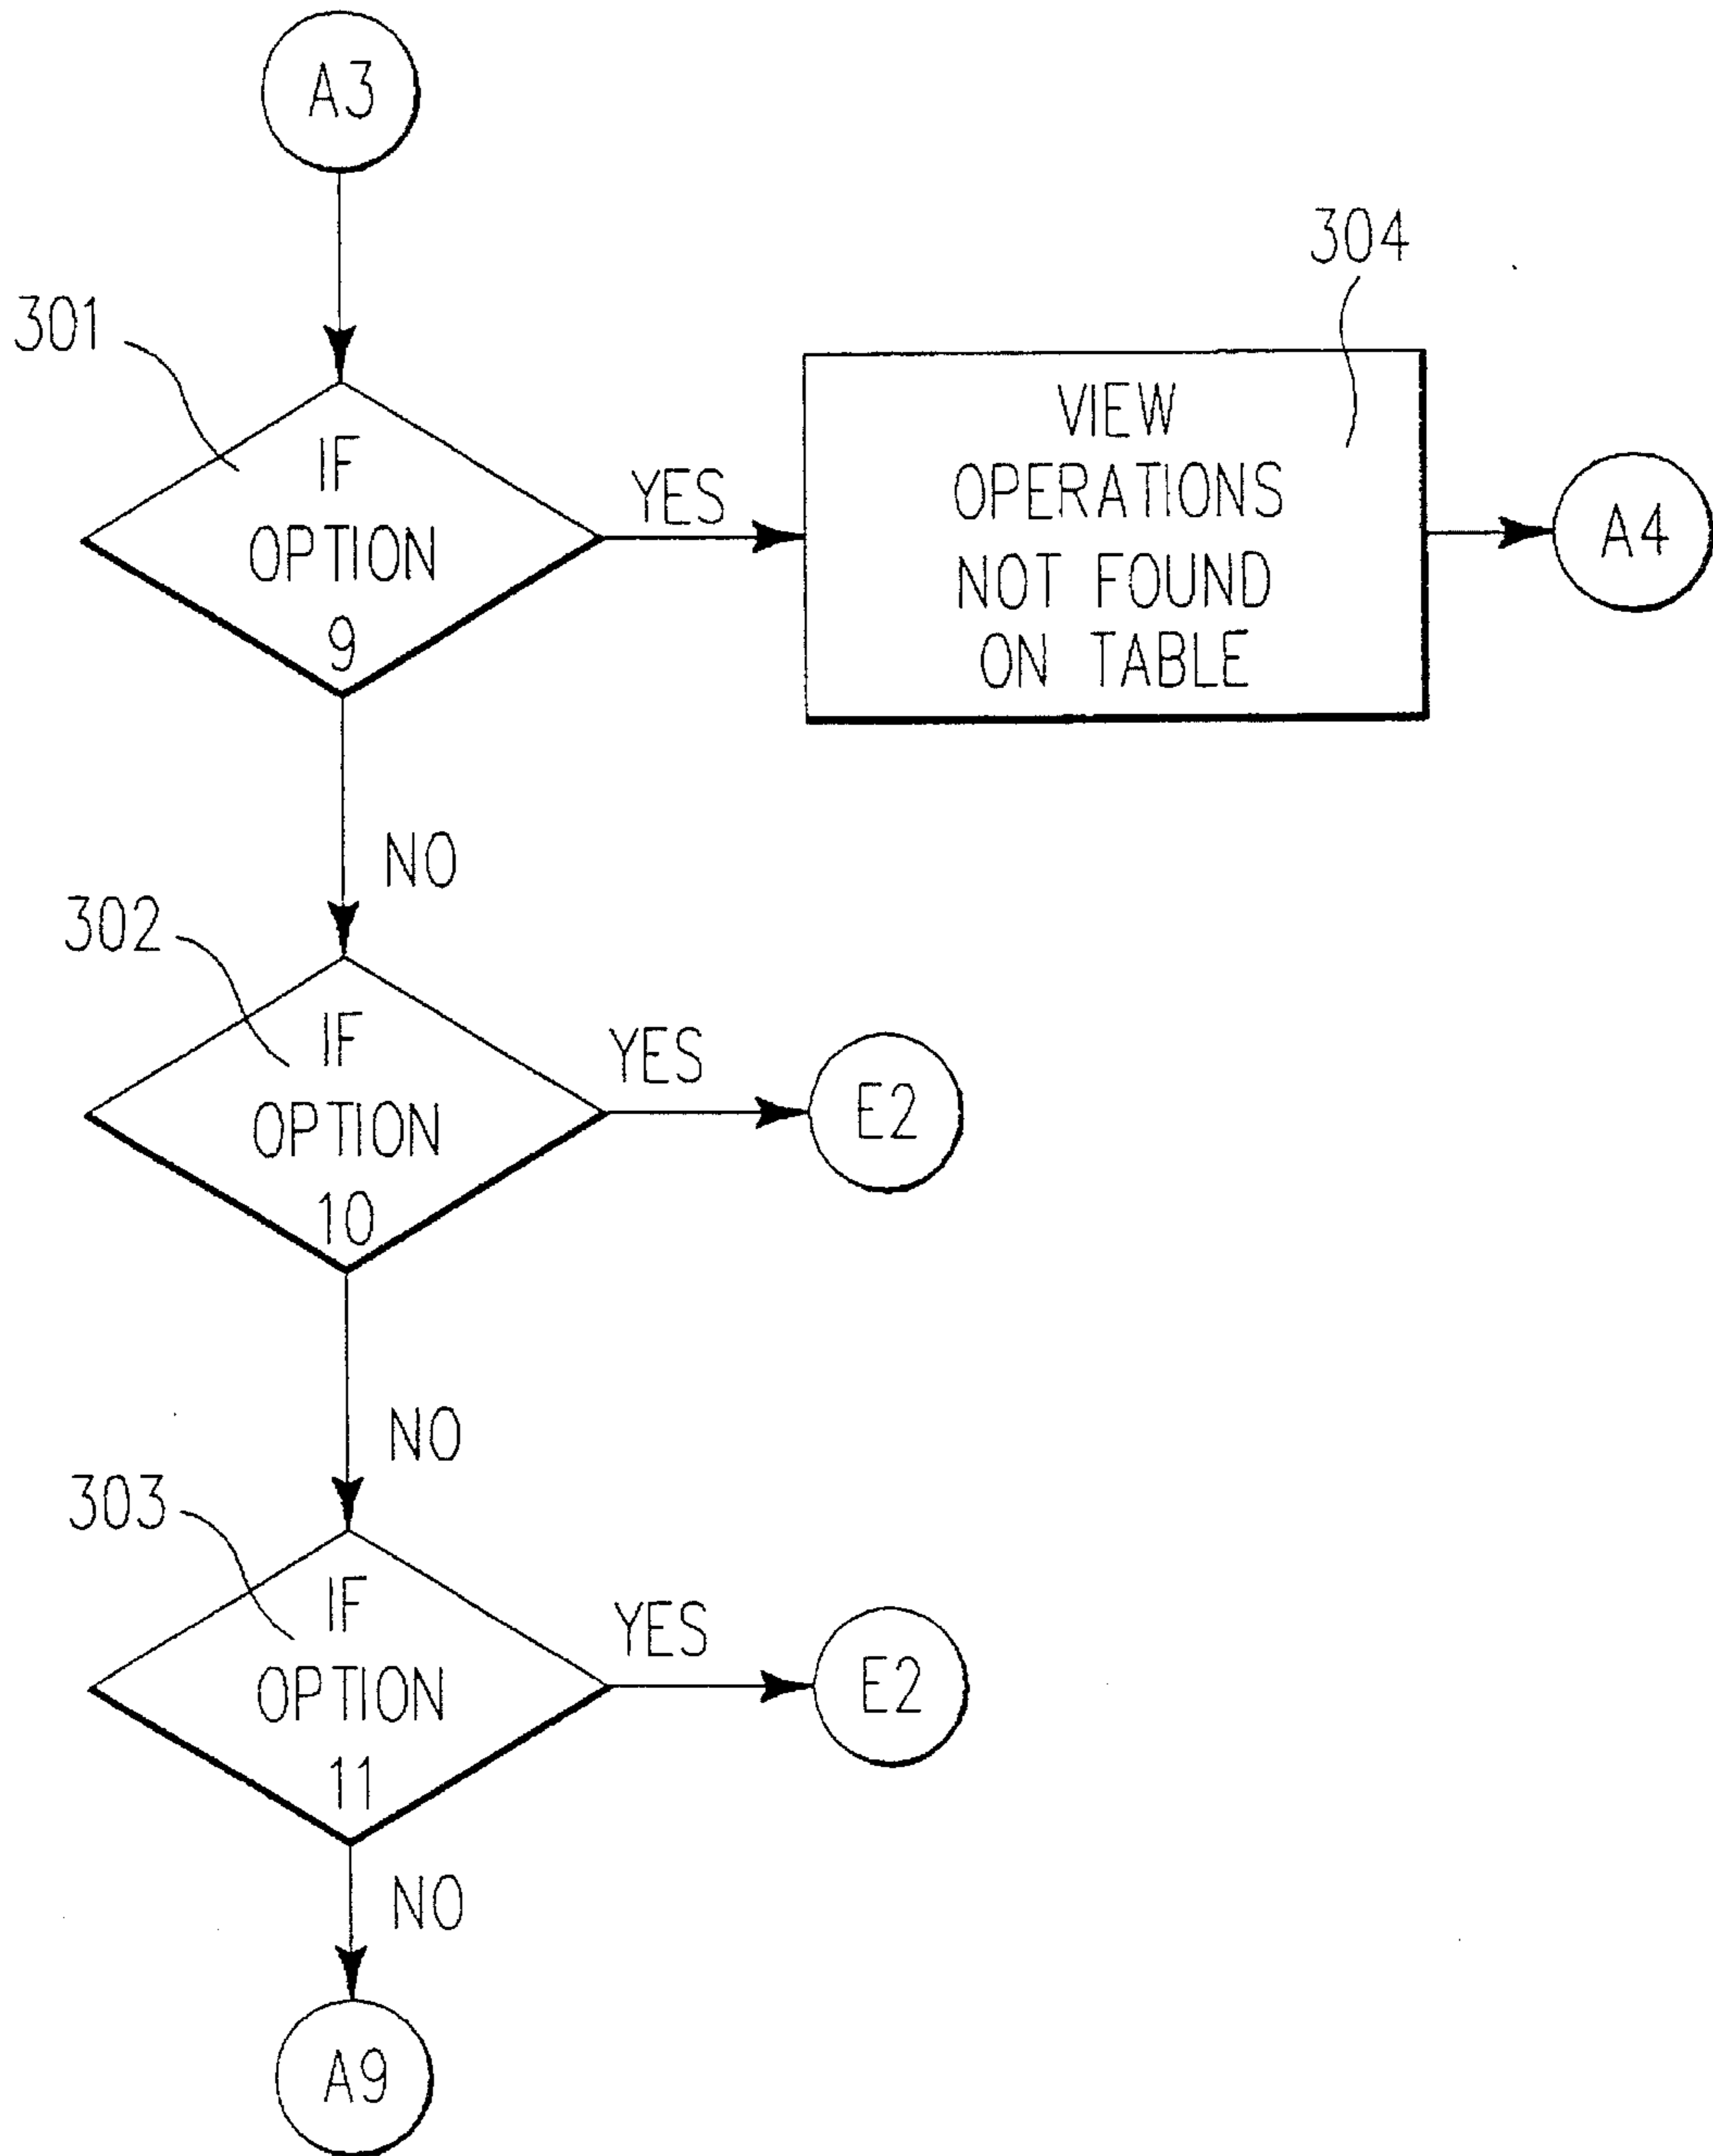 A3
304
301
IF
OPTION
9
YES
VIEW
OPERATIONS
NOT FOUND
ON TABLE
A4
NO
302
IF
OPTION
10
YES
E2
NO
303
IF
OPTION
11
YES
E2
NO
A9